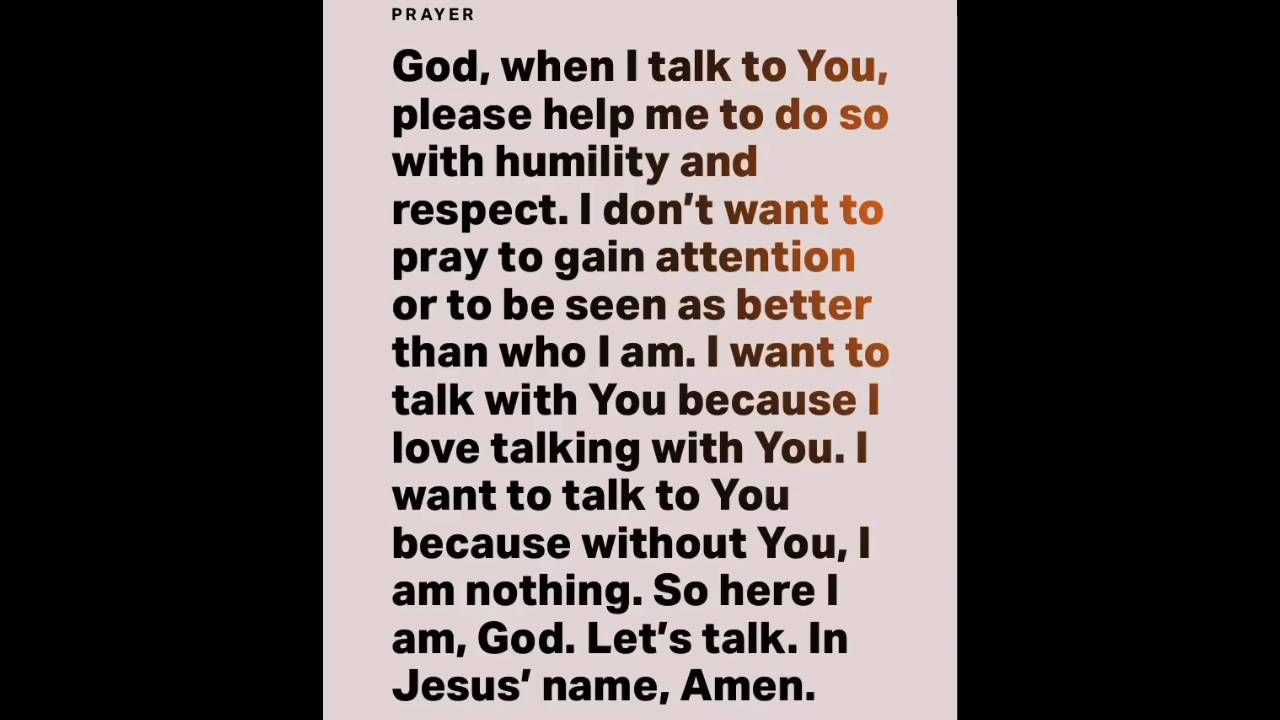 PRAYER
God, when I talk to You,
please help me to do so
with humility and
respect. I don’t want to
pray to gain attention
or to be seen as better
than who I am. I want to
talk with You because I
love talking with You. I
want to talk to You
because without You, I
am nothing. So here I
am, God. Let’s talk. In
Jesus’ name, Amen.